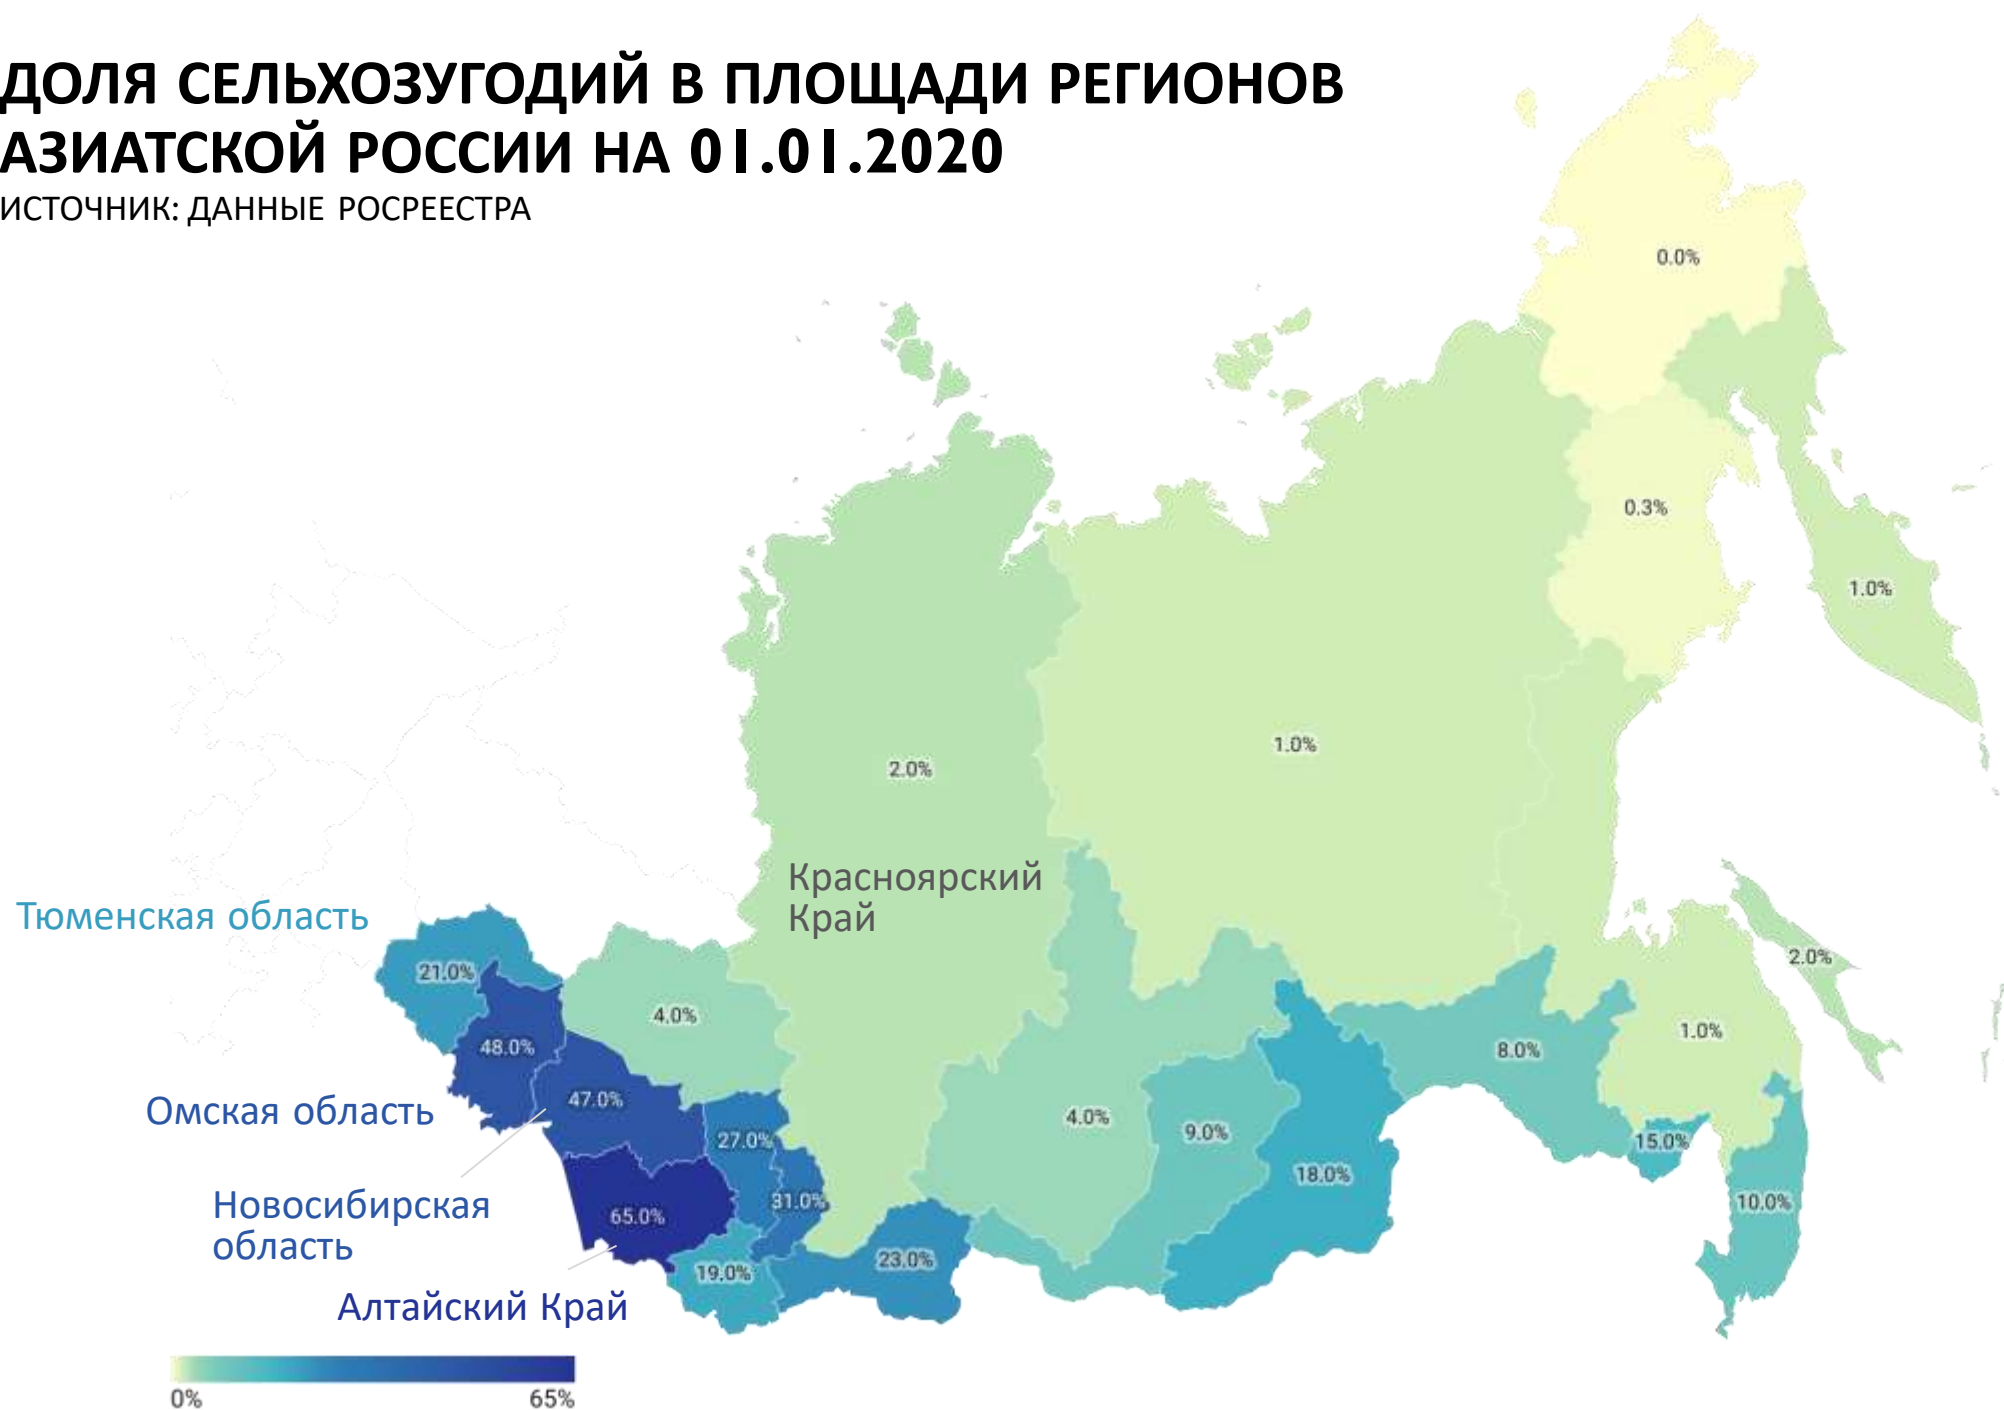 ДОЛЯ СЕЛЬХОЗУГОДИЙ В ПЛОЩАДИ РЕГИОНОВ
АЗИАТСКОЙ РОССИИ НА 01.01.2020
ИСТОЧНИК: ДАННЫЕ РОСРЕЕСТРА
0.0%
0.3%
1.0%
1.0%
2.0%
Красноярский
Край
Тюменская область
21.0%
2.0%
4.0%
1.0%
48.0%
8.0%
47.0%
Омская область
4.0%
9.0%
27.0%
15.0%
18.0%
31.0%
10.0%
Новосибирская
область
65.0%
23.0%
19.0%
Алтайский Край
0%
65%